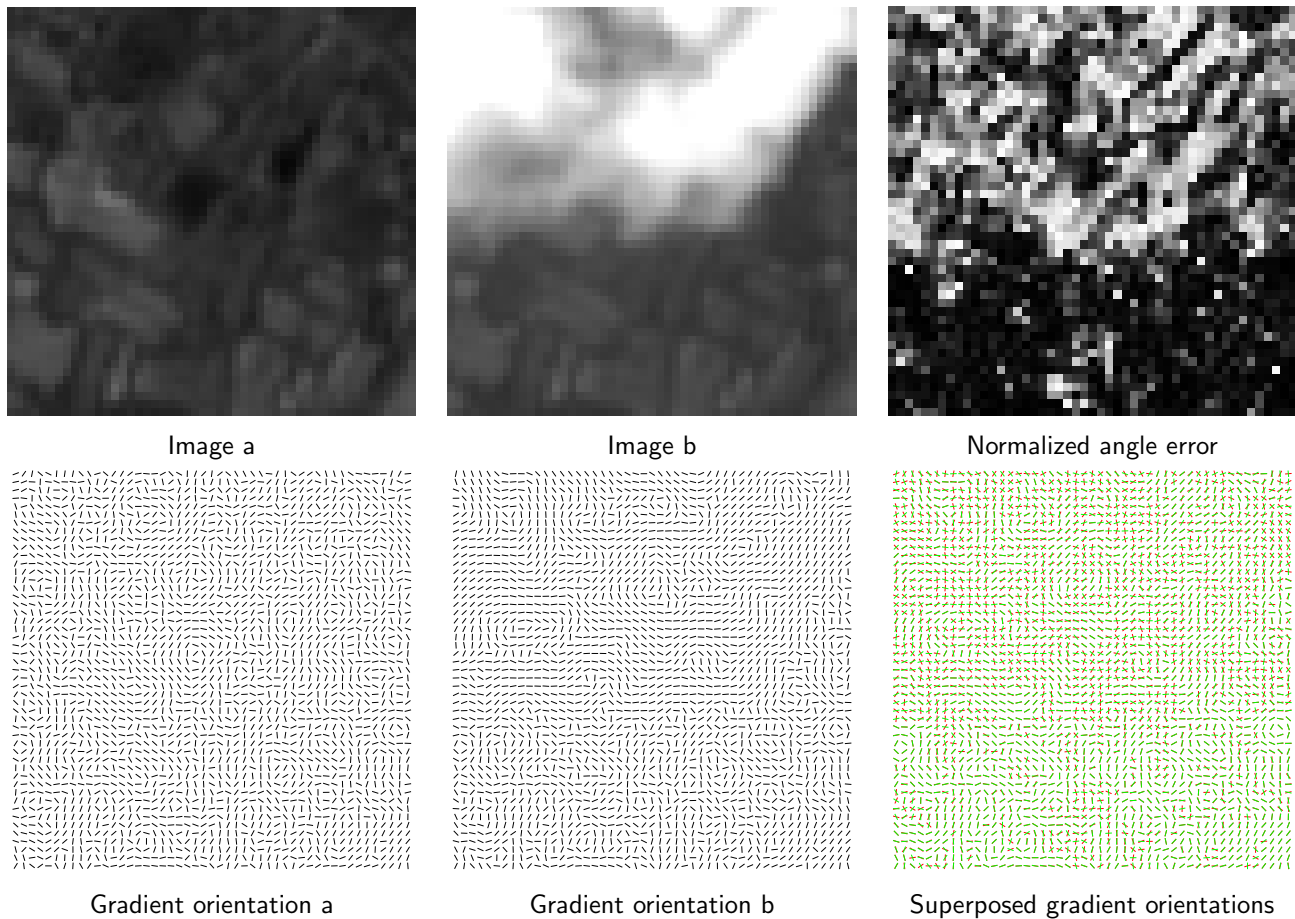 Image a
Image b
Normalized angle error
Gradient orientation a
Gradient orientation b
Superposed gradient orientations